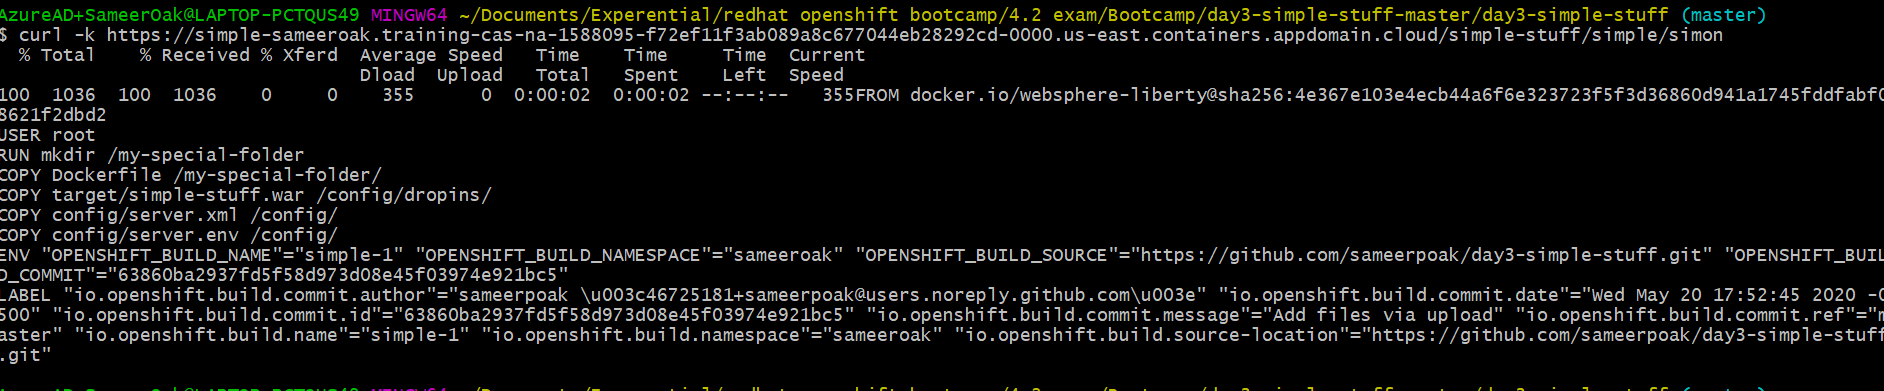 AzureAD+SameerOak@LAPTOP-PCTQUS49 MINGW64 ~/Documents/Experential/redhat openshift bootcamp/4.2 exam/Bootcamp/day3-simple-stuff-master/day3-simple-stuff (master)
$ curl -k https://simple-sameeroak.training-cas-na-1588095-f72ef11f3ab089a8c677044eb28292cd-0000.us-east.containers.appdomain.cloud/simple-stuff/simple/simon
% Total % Received % Xferd Average Speed Time Time Time Current
Dload Upload Total Spent Left Speed
100 1036 100 1036 0 0 355 0 0:00:02 0:00:02 --:--:-- 355FROM docker.io/websphere-liberty@sha256:4e367e103e4ecb44a6f6e323723f5f3d36860d941a1745fddfabf0
8621f2dbd2
USER root
RUN mkdir /my-special-folder
COPY Dockerfile /my-special-folder/
COPY target/simple-stuff.war /config/dropins/
COPY config/server.xml /config/
COPY config/server.env /config/
ENV "OPENSHIFT_BUILD_NAME"="simple-1" "OPENSHIFT_BUILD_NAMESPACE"="sameeroak" "OPENSHIFT_BUILD_SOURCE"="https://github.com/sameerpoak/day3-simple-stuff.git" "OPENSHIFT_BUIL
D_COMMIT"="63860ba2937fd5f58d973d08e45f03974e921bc5"
LABEL "io.openshift.build.commit.author"="sameerpoak \u003c46725181+sameerpoak@users.noreply.github.com\u003e" "io.openshift.build.commit.date"="Wed May 20 17:52:45 2020 -0
500" "io.openshift.build.commit.id"="63860ba2937fd5f58d973d08e45f03974e921bc5" "io.openshift.build.commit.message"="Add files via upload" "io.openshift.build.commit.ref"="m
aster" "io.openshift.build.name"="simple-1" "io.openshift.build.namespace"="sameeroak" "io.openshift.build.source-location"="https://github.com/sameerpoak/day3-simple-stuff
.git"